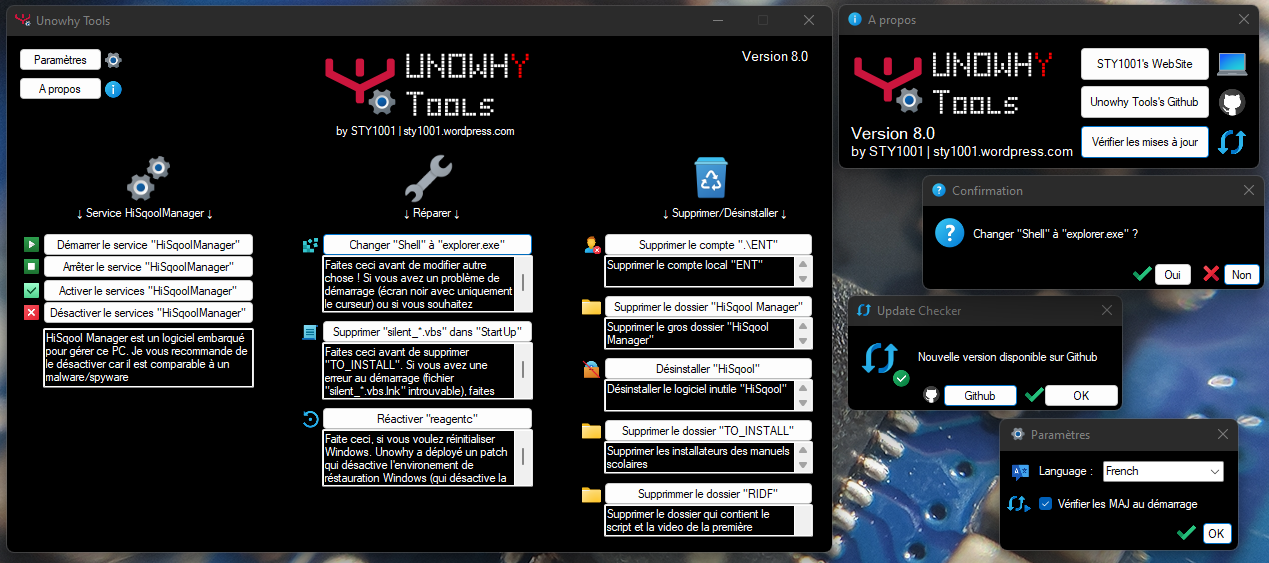 Unowhy Tools
Paramètres
A propos
UNOWHY
Tools
by STY1001 | sty1001.wordpress.com
Version 8.0
↓ Service HiSqoolManager ↓
Démarrer le service "HiSqoolManager"
Arrêter le service "HiSqoolManager"
Activer le services "HiSqoolManager"
Désactiver le services "HiSqoolManager"
HiSqool Manager est un logiciel embarqué
pour gérer ce PC. Je vous recommande de
le désactiver car il est comparable à un
malware/spyware
↓ Réparer ↓
Changer "Shell" à "explorer.exe"
Faites ceci avant de modifier autre
chose ! Si vous avez un problème de
démarrage (écran noir avec uniquement
le curseur) ou si vous souhaitez
Supprimer "silent_*.vbs" dans "StartUp"
Faites ceci avant de supprimer
"TO_INSTALL". Si vous avez une
erreur au démarrage (fichier
"silent_*.vbs.lnk" introuvable), faites
Réactiver "reagentc"
Faite ceci, si vous voulez réinitialiser
Windows. Unowhy a déployé un patch
qui désactive l'environement de
réstauration Windows (qui désactive la
↓ Supprimer/Désinstaller ↓
Supprimer le compte ".\ENT"
Supprimer le compte local "ENT"
Supprimer le dossier "HiSqool Manager"
Supprimer le gros dossier "HiSqool
Manager"
Désinstaller "HiSqool"
Désinstaller le logiciel inutile "HiSqool"
Supprimer le dossier "TO_INSTALL"
Supprimer les installateurs des manuels
scolaires
Supprimmer le dossier "RIDF"
Supprimer le dossier qui contient le
script et la video de la première
A propos
UNOWHY
Tools
Version 8.0
by STY1001 | sty1001.wordpress.com
STY1001's WebSite
Unowhy Tools's Github
Vérifier les mises à jour
Confirmation
Changer "Shell" à "explorer.exe" ?
Oui
Non
Update Checker
Nouvelle version disponible sur Github
Github
OK
Paramètres
Language :
French
Vérifier les MAJ au démarrage
OK